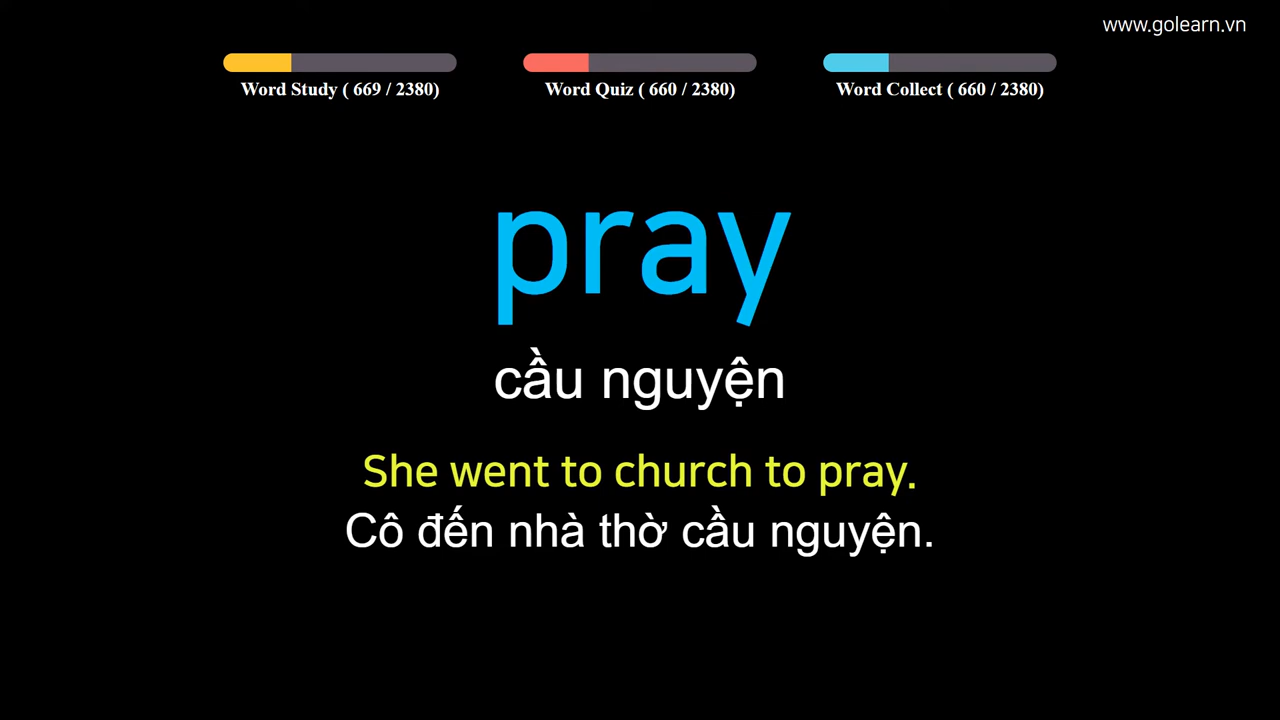 www.golearn.vn
Word Study ( 669 / 2380)
Word Quiz ( 660 / 2380)
Word Collect ( 660 / 2380)
pray
cầu nguyện
She went to church to pray.
Cô đến nhà thờ cầu nguyện.